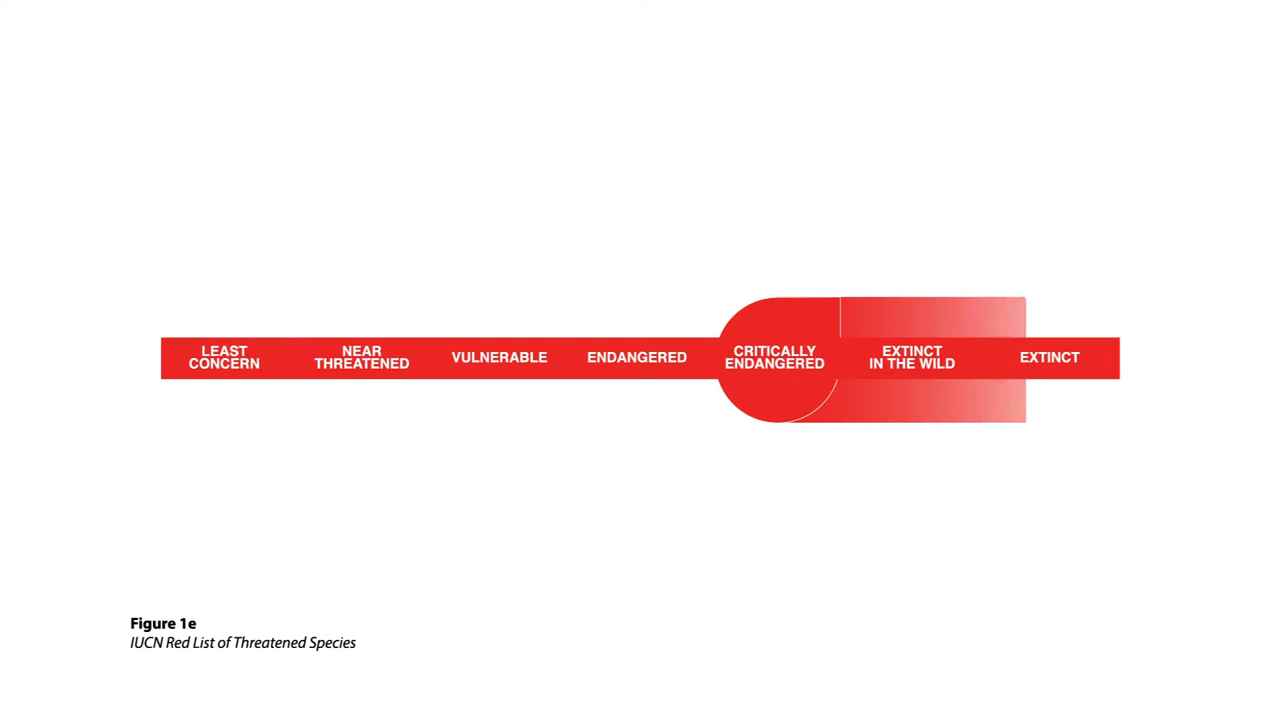 LEAST
CONCERN
NEAR
THREATENED
VULNERABLE
ENDANGERED
CRITICALLY
ENDANGERED
EXTINCT
IN THE WILD
EXTINCT
Figure 1e
IUCN Red List of Threatened Species